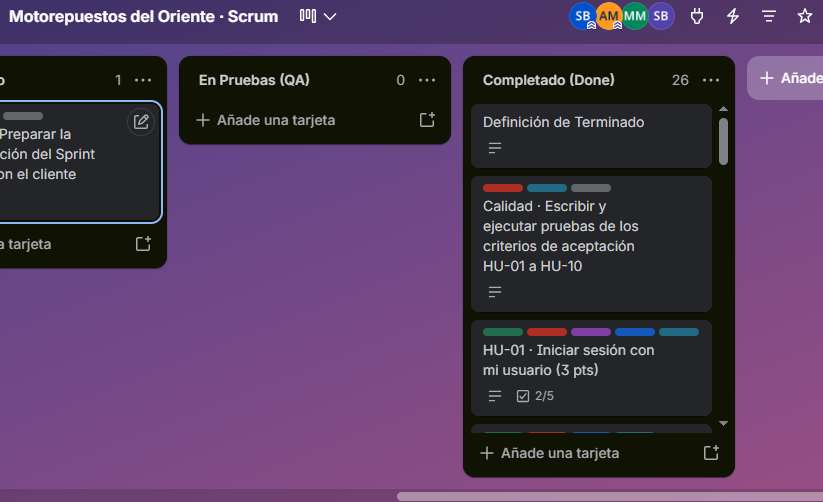 Motorepuestos del Oriente · Scrum
SB AM MM SB
o 1
Preparar la
ción del Sprint
on el cliente
a tarjeta
En Pruebas (QA) 0
Añade una tarjeta
Completado (Done) 26
Definición de Terminado
Calidad · Escribir y
ejecutar pruebas de los
criterios de aceptación
HU-01 a HU-10
HU-01 · Iniciar sesión con
mi usuario (3 pts)
2/5
Añade una tarjeta
Añade